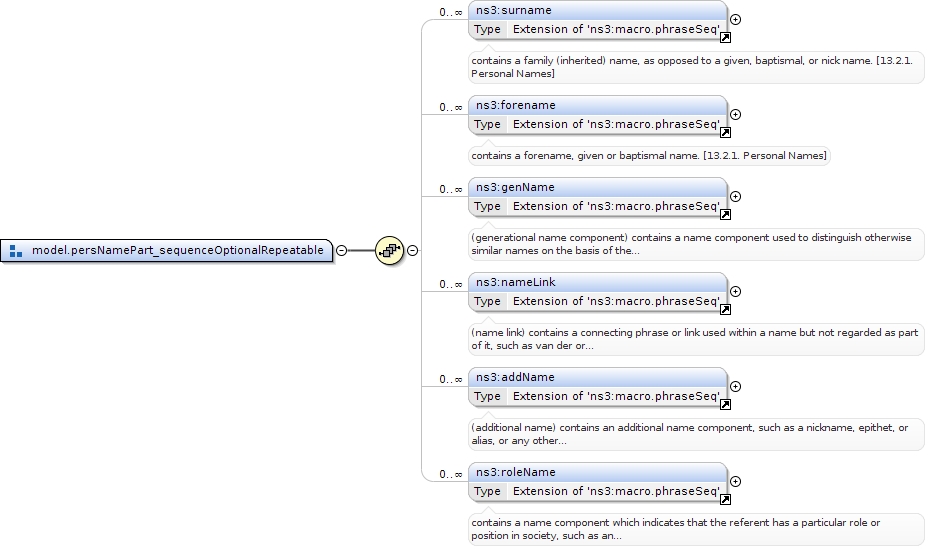 0..∞
ns3:surname
Type Extension of 'ns3:macro.phraseSeq'
contains a family (inherited) name, as opposed to a given, baptismal, or nick name. [13.2.1.
Personal Names]
0..∞
ns3:forename
Type Extension of 'ns3:macro.phraseSeq'
contains a forename, given or baptismal name. [13.2.1. Personal Names]
0..∞
ns3:genName
Type Extension of 'ns3:macro.phraseSeq'
(generational name component) contains a name component used to distinguish otherwise
similar names on the basis of the...
model.persNamePart_sequenceOptionalRepeatable
0..∞
ns3:nameLink
Type Extension of 'ns3:macro.phraseSeq'
(name link) contains a connecting phrase or link used within a name but not regarded as part
of it, such as van der or...
0..∞
ns3:addName
Type Extension of 'ns3:macro.phraseSeq'
(additional name) contains an additional name component, such as a nickname, epithet, or
alias, or any other...
0..∞
ns3:roleName
Type Extension of 'ns3:macro.phraseSeq'
contains a name component which indicates that the referent has a particular role or
position in society, such as an...